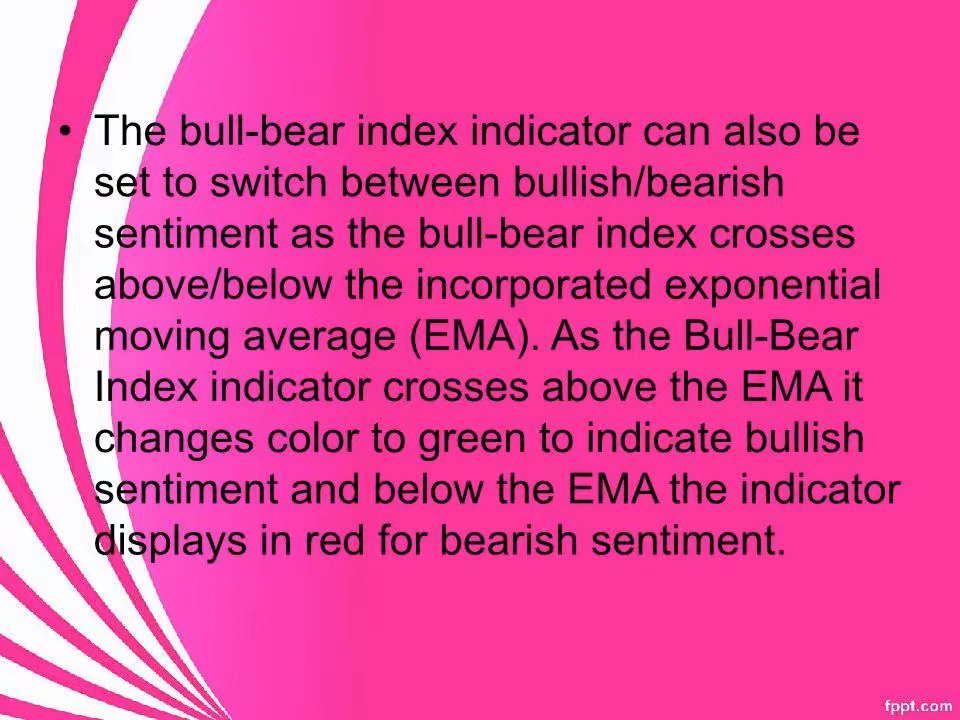 • The bull-bear index indicator can also be
set to switch between bullish/bearish
sentiment as the bull-bear index crosses
above/below the incorporated exponential
moving average (EMA). As the Bull-Bear
Index indicator crosses above the EMA it
changes color to green to indicate bullish
sentiment and below the EMA the indicator
displays in red for bearish sentiment.
fppt.com